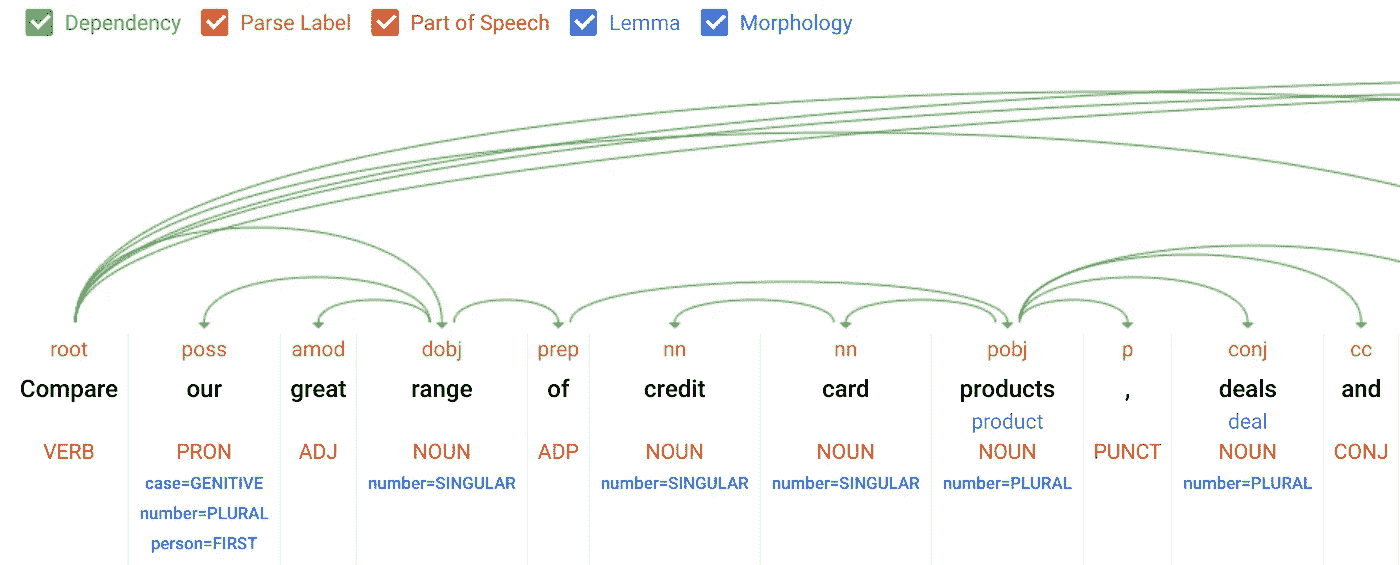 Dependency Parse Label Part of Speech Lemma Morphology
root poss amod dobj prep nn nn pobj p conj cc
Compare our great range of credit card products , deals and
product deal
VERB PRON ADJ NOUN ADP NOUN NOUN NOUN PUNCT NOUN CONJ
case=GENITIVE number=SINGULAR number=SINGULAR number=SINGULAR number=PLURAL number=PLURAL
number=PLURAL
person=FIRST